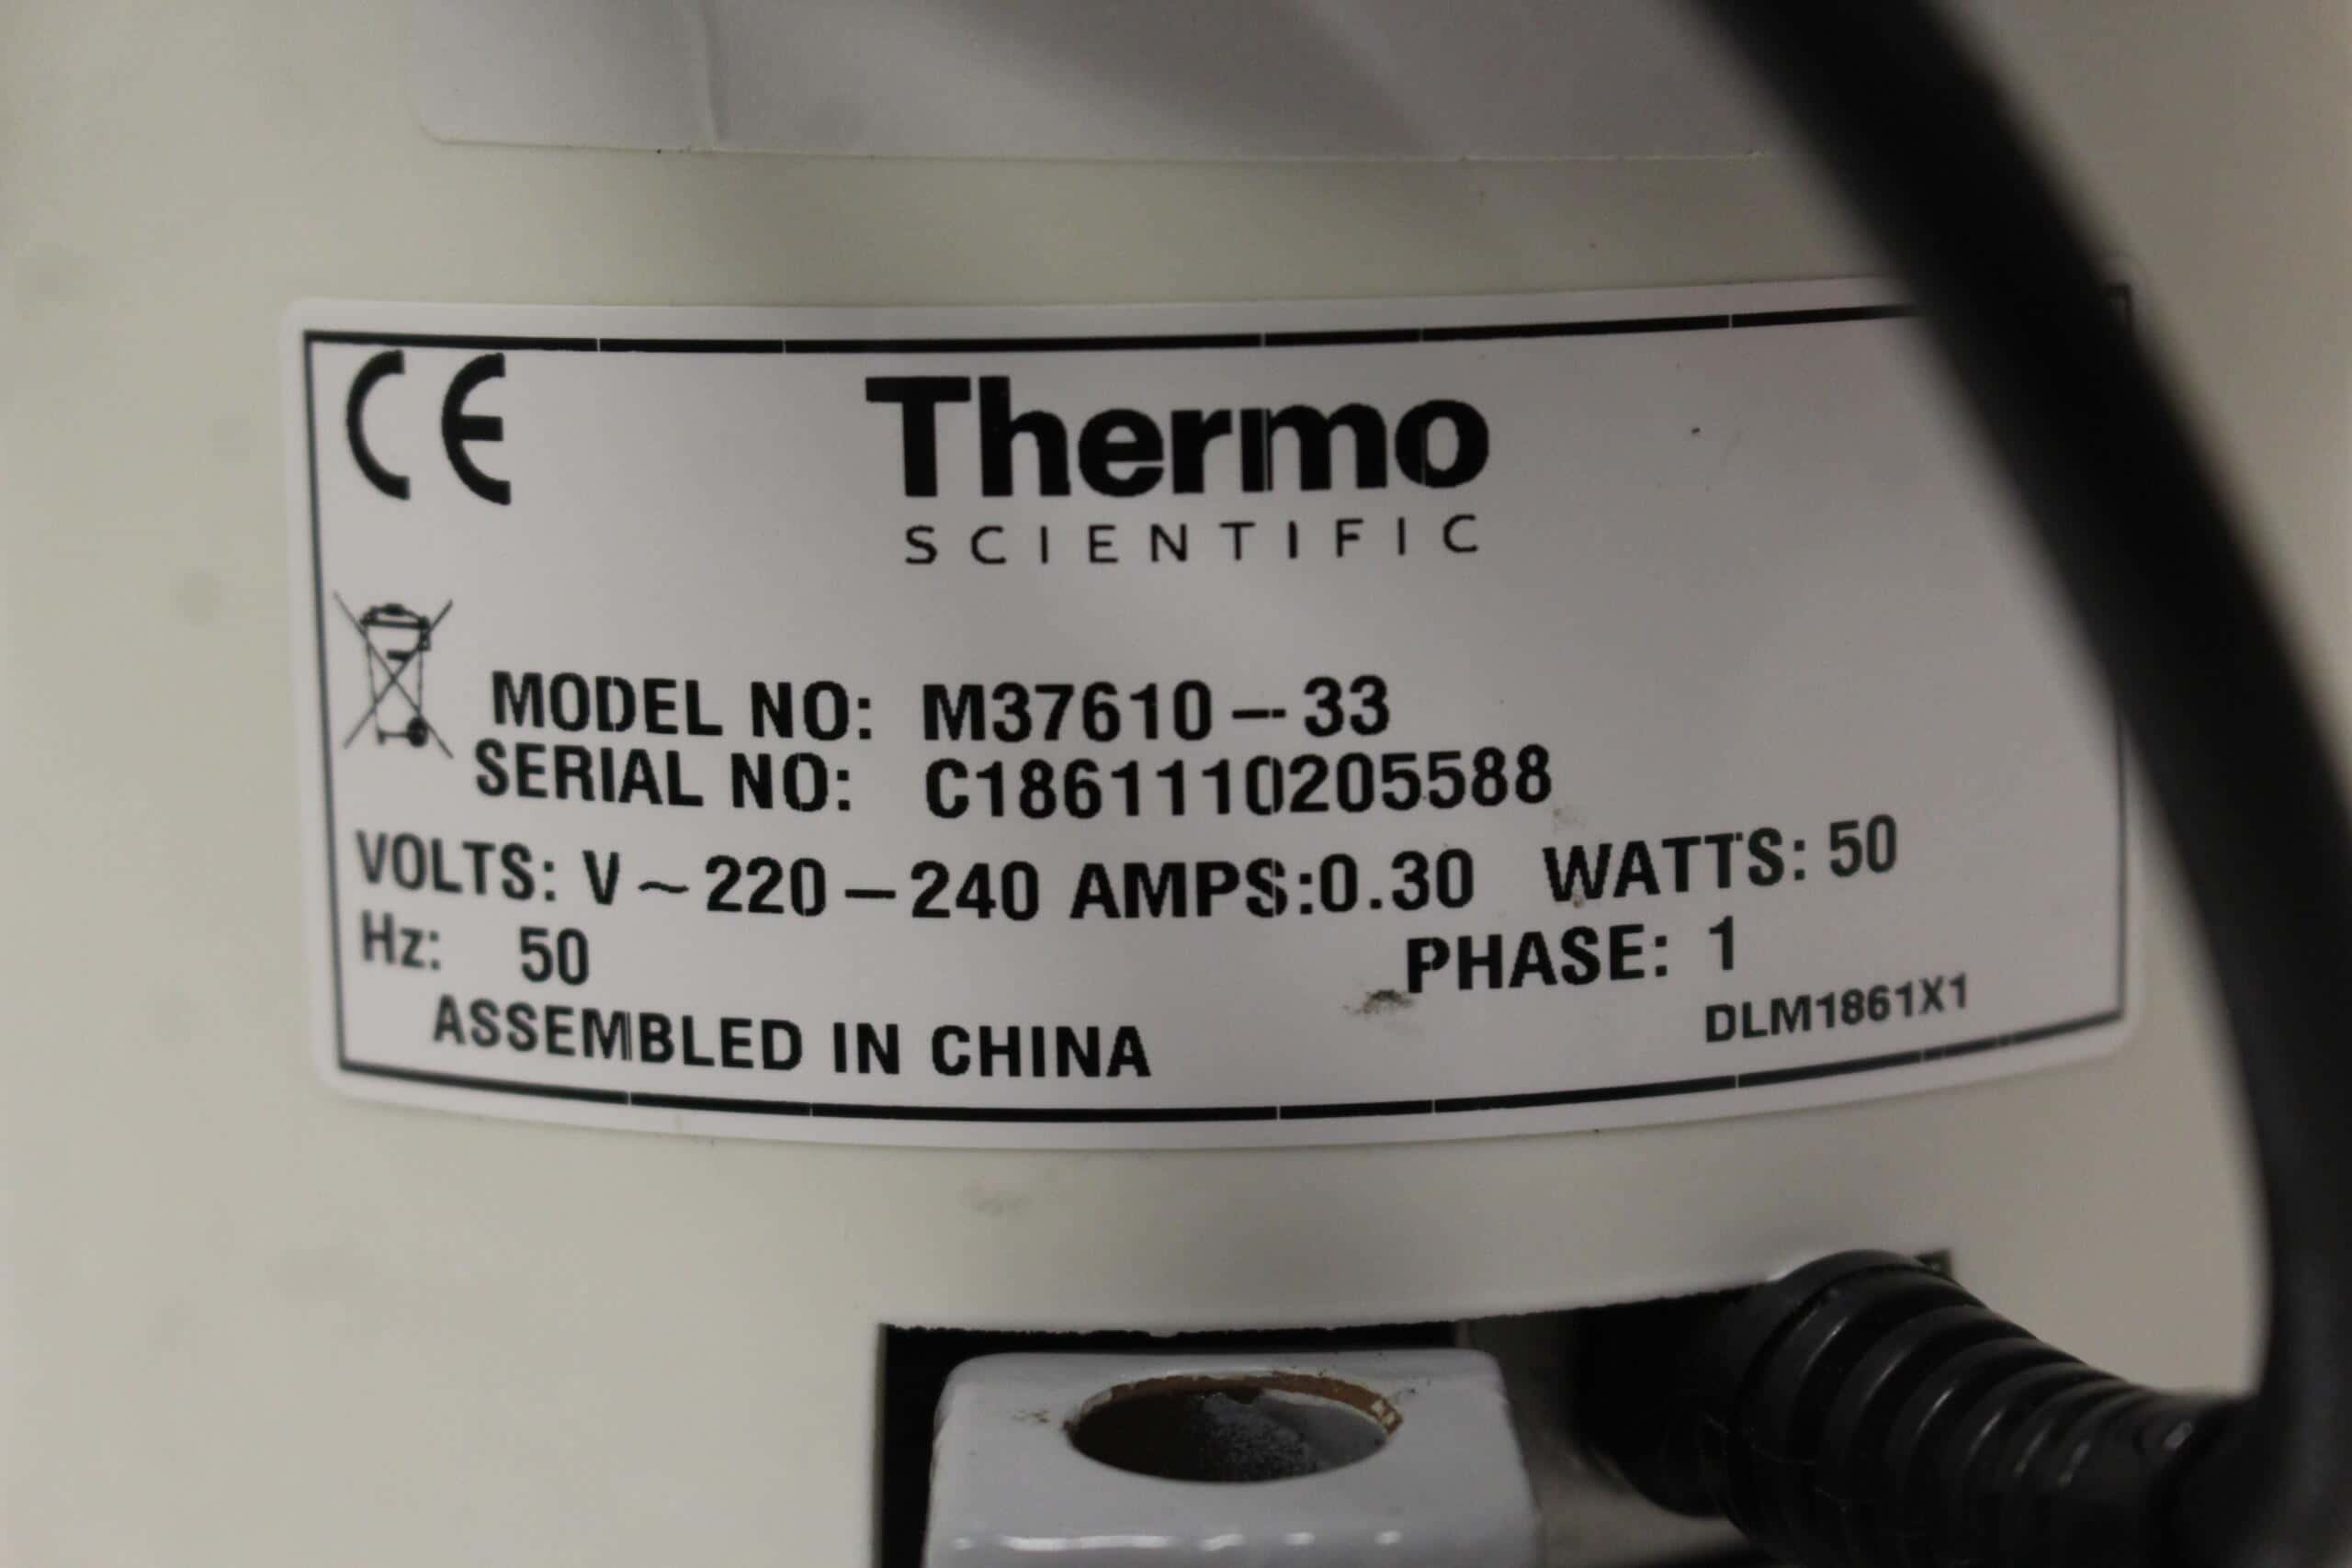 CE
Thermo
SCIENTIFIC
MODEL NO: M37610-33
SERIAL NO: C1861110205588
VOLTS: V~220-240 AMPS:0.30 WATTS: 50
Hz: 50 PHASE: 1
ASSEMBLED IN CHINA DLM1861X1